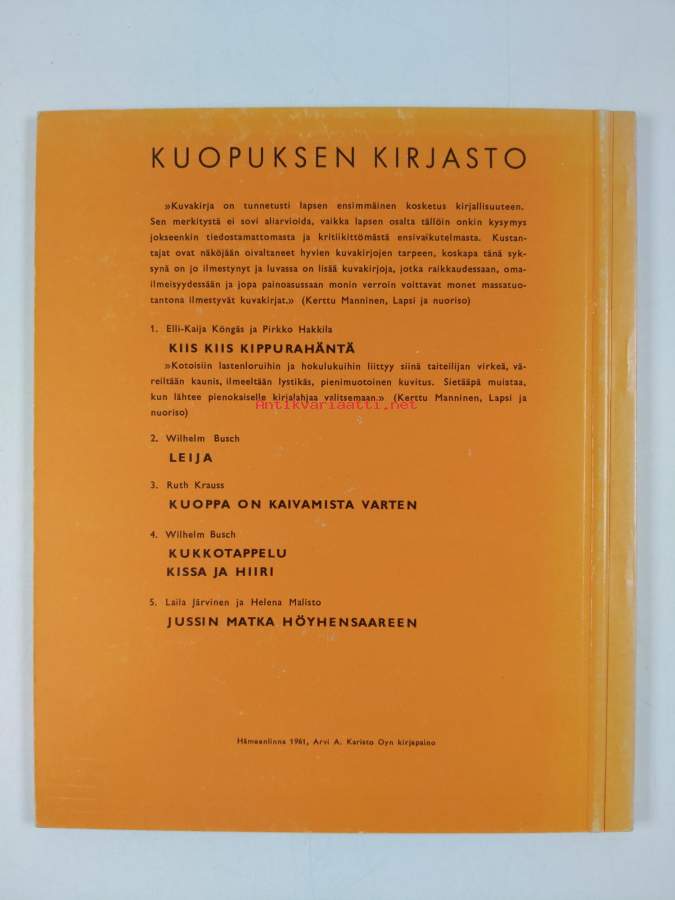 KUOPUKSEN KIRJASTO
»Kuvakirja on tunnetusti lapsen ensimmäinen kosketus kirjallisuuteen.
Sen merkitystä ei sovi aliarvioida, vaikka lapsen osalta tällöin onkin kysymys
jokseenkin tiedostamattomasta ja kritiikittömästä ensivaikutelmasta. Kustan-
tajat ovat näköjään oivaltaneet hyvien kuvakirjojen tarpeen, koskapa tänä syk-
synä on jo ilmestynyt ja luvassa on lisää kuvakirjoja, jotka raikkaudessaan, oma-
ilmeisyydessään ja jopa painoasussaan monin verroin voittavat monet massatuo-
tantona ilmestyvät kuvakirjat.» (Kerttu Manninen, Lapsi ja nuoriso)
1. Elli-Kaija Köngäs ja Pirkko Hakkila
KIIS KIIS KIPPURAHÄNTÄ
»Kotoisiin lastenloruihin ja hokulukuihin liittyy siinä taiteilijan virkeä, vä-
reiltään kaunis, ilmeeltään lystikäs, pienimuotoinen kuvitus. Sietääpä muistaa,
kun lähtee pienokaiselle kirjalahjaa valitsemaan.» (Kerttu Manninen, Lapsi ja
Antikvariaatti.net
nuoriso)
2. Wilhelm Busch
LEIJA
3. Ruth Krauss
KUOPPA ON KAIVAMISTA VARTEN
4. Wilhelm Busch
KUKKOTAPPELU
KISSA JA HIIRI
5. Laila Järvinen ja Helena Malisto
JUSSIN MATKA HÖYHENSAAREEN
Hämeenlinna 1961, Arvi A. Karisto Oyn kirjapaino